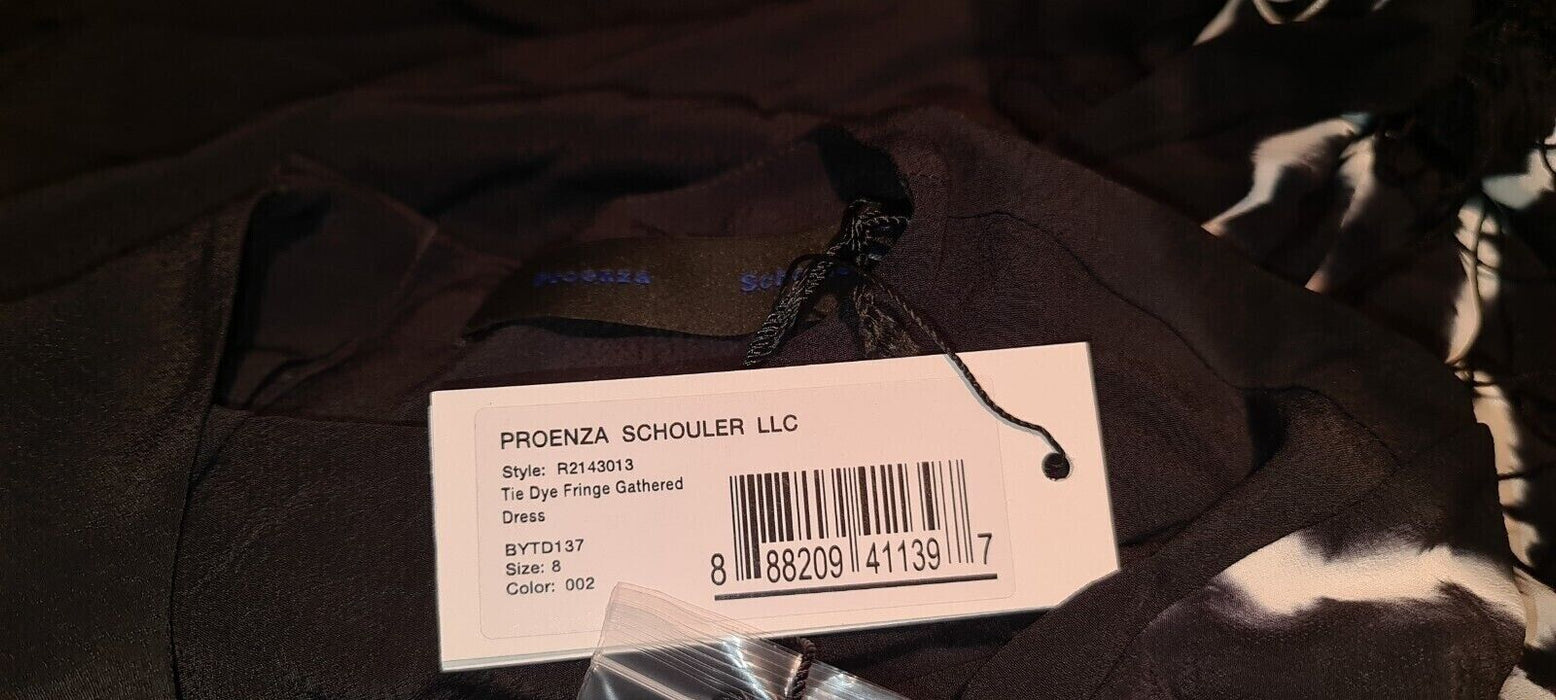 Proenza
PROENZA SCHOULER LLC
Style: R2143013
Tie Dye Fringe Gathered
Dress
BYTD137
Size: 8
Color: 002
8 88209 41139 7